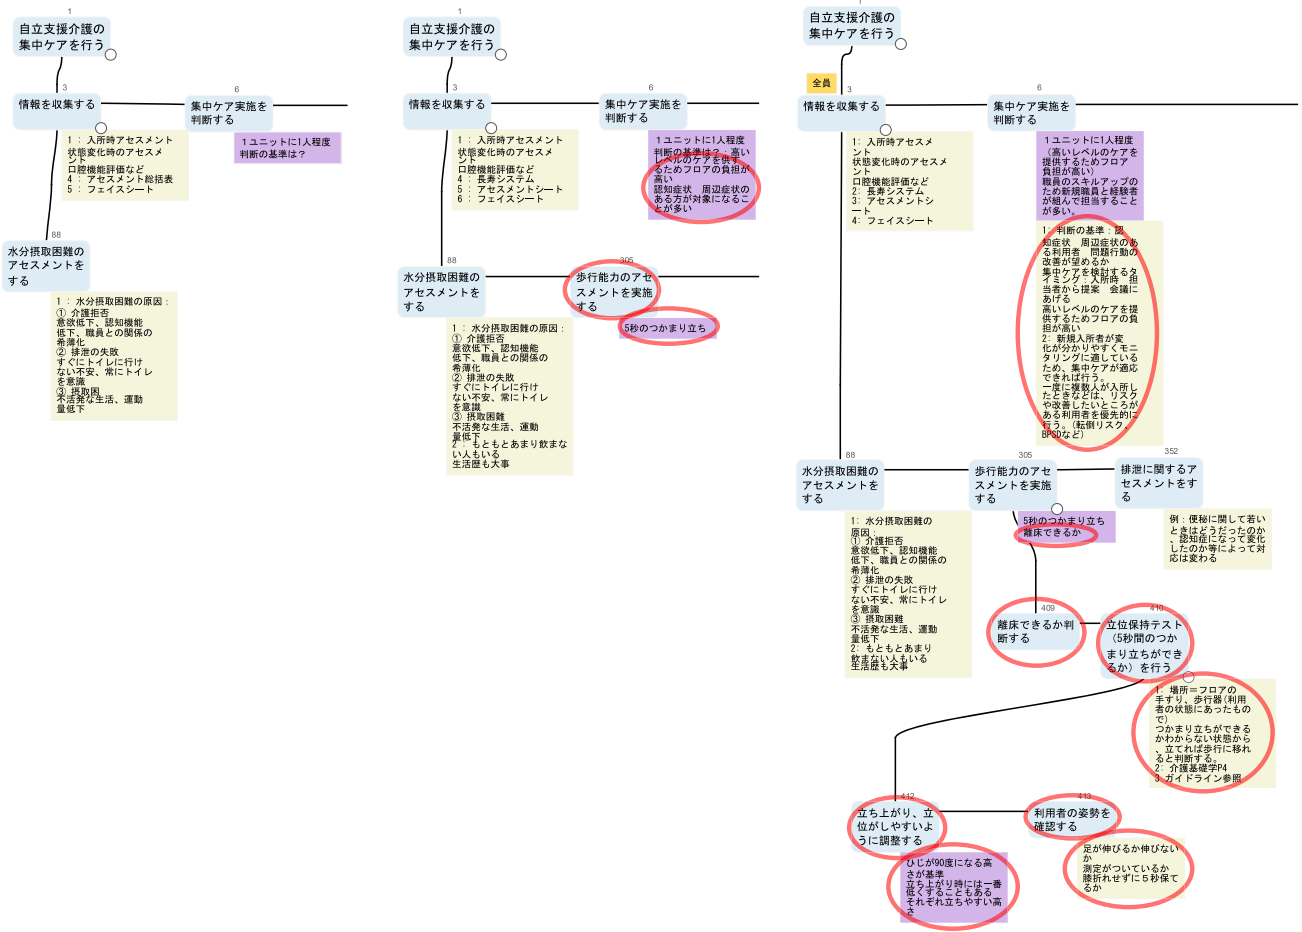 1
自立支援介護の
集中ケアを行う
3
情報を収集する
6
集中ケア実施を
判断する
1 : 入所時アセスメント
状態変化時のアセスメ
ント
口腔機能評価など
4 : アセスメント総括表
5 : フェイスシート
１ユニットに1人程度
判断の基準は？
88
水分摂取困難の
アセスメントを
する
1 : 水分摂取困難の原因：
① 介護拒否
意欲低下、認知機能
低下、職員との関係の
希薄化
② 排泄の失敗
すぐにトイレに行け
ない不安、常にトイレ
を意識
③ 摂取困
不活発な生活、運動
量低下
1
自立支援介護の
集中ケアを行う
3
情報を収集する
6
集中ケア実施を
判断する
1 : 入所時アセスメント
状態変化時のアセスメ
ント
口腔機能評価など
4 : 長寿システム
5 : アセスメントシート
6 : フェイスシート
１ユニットに1人程度
判断の基準は？：高い
レベルのケアを供す
るためフロアの負担が
高い
認知症状　周辺症状の
ある方が対象になるこ
とが多い
88
水分摂取困難の
アセスメントを
する
305
歩行能力のアセ
スメントを実施
する
5秒のつかまり立ち
1 : 水分摂取困難の原因：
① 介護拒否
意欲低下、認知機能
低下、職員との関係の
希薄化
② 排泄の失敗
すぐにトイレに行け
ない不安、常にトイレ
を意識
③ 摂取困難
不活発な生活、運動
量低下
2 : もともとあまり飲まな
い人もいる
生活歴も大事
1
自立支援介護の
集中ケアを行う
全員
3
情報を収集する
6
集中ケア実施を
判断する
1: 入所時アセスメ
ント
状態変化時のアセスメ
ント
口腔機能評価など
2: 長寿システム
3: アセスメントシ
ート
4: フェイスシート
１ユニットに1人程度
（高いレベルのケアを
提供するためフロア
負担が高い）
職員のスキルアップの
ため新規職員と経験者
が組んで担当すること
が多い。
1: 判断の基準：認
知症状　周辺症状のあ
る利用者　問題行動の
改善が望めるか
集中ケアを検討するタ
イミング：入所時　担
当者から提案　会議に
あげる
高いレベルのケアを提
供するためフロアの負
担が高い
2: 新規入所者が変
化が分かりやすくモニ
タリングに適している
ため、集中ケアが適応
できれば行う。
一度に複数人が入所し
たときなどは、リスク
や改善したいところが
ある利用者を優先的に
行う。(転倒リスク、
BPSDなど)
88
水分摂取困難の
アセスメントを
する
305
歩行能力のアセ
スメントを実施
する
352
排泄に関するア
セスメントをす
る
1: 水分摂取困難の
原因：
① 介護拒否
意欲低下、認知機能
低下、職員との関係の
希薄化
② 排泄の失敗
すぐにトイレに行け
ない不安、常にトイレ
を意識
③ 摂取困難
不活発な生活、運動
量低下
2: もともとあまり
飲まない人もいる
生活歴も大事
5秒のつかまり立ち
離床できるか
例：便秘に関して若い
ときはどうだったのか
、認知症になって変化
したのか等によって対
応は変わる
409
離床できるか判
断する
410
立位保持テスト
（5秒間のつか
まり立ちができ
るか）を行う
1: 場所＝フロアの
手すり、歩行器(利用
者の状態にあったもの
で)
つかまり立ちができる
かわからない状態から
、立てれば歩行に移れ
ると判断する。
2: 介護基礎学P4
3 ガイドライン参照
412
立ち上がり、立
位がしやすいよ
うに調整する
413
利用者の姿勢を
確認する
ひじが90度になる高
さが基準
立ち上がり時には一番
低くすることもある
それぞれ立ちやすい高
さ
足が伸びるか伸びない
か
測定がついているか
膝折れせずに５秒保て
るか